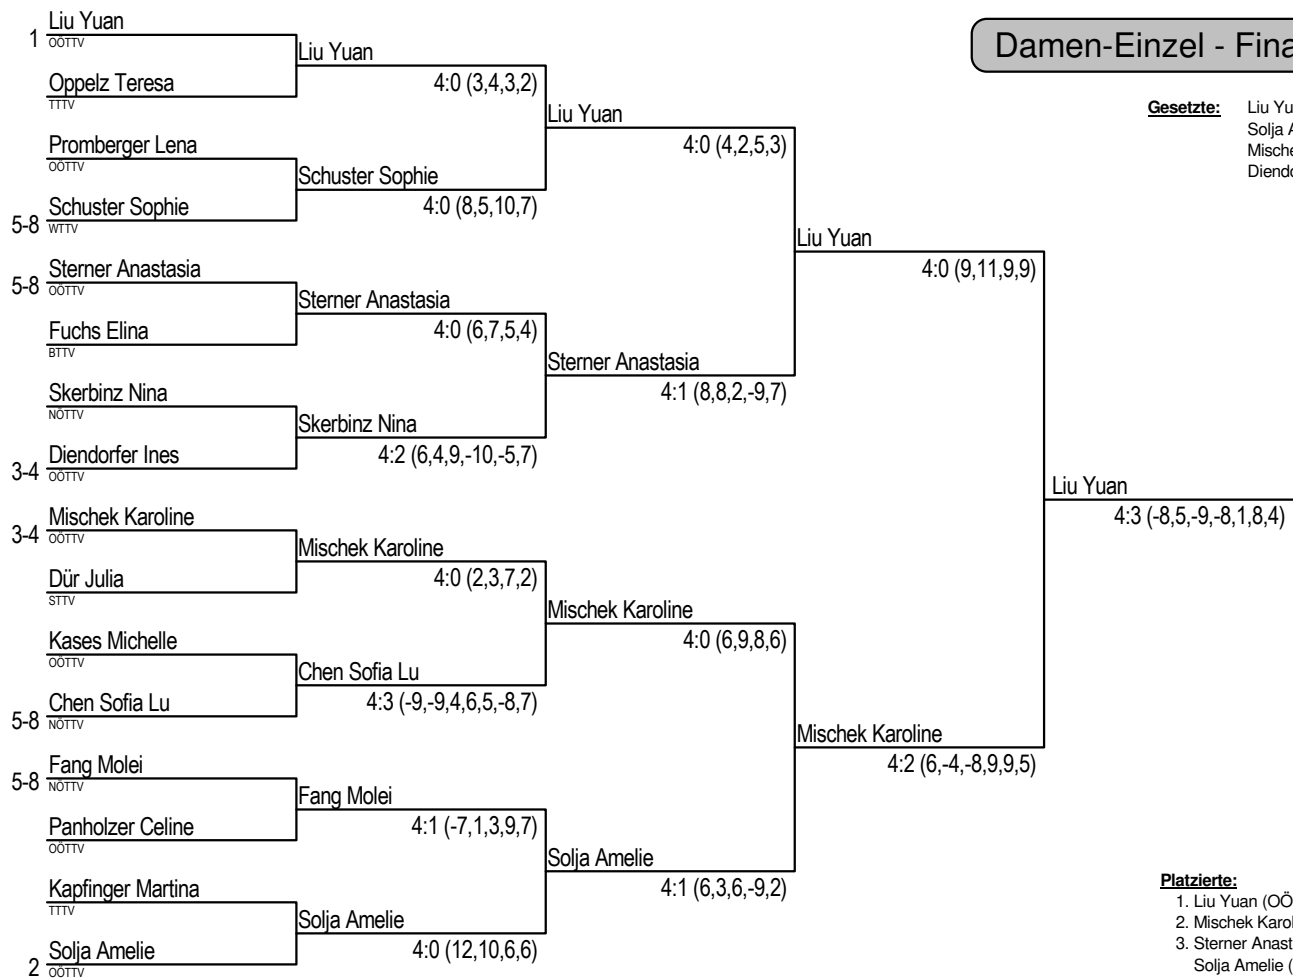 Damen-Einzel - Fina
Gesetzte: Liu Yu
Solja A
Misch
Diend
1 Liu Yuan
OÖTTV
Oppelz Teresa
TTTV
Promberger Lena
OÖTTV
5-8 Schuster Sophie
WTTV
5-8 Sterner Anastasia
OÖTTV
Fuchs Elina
BTTV
Skerbinz Nina
NÖTTV
3-4 Diendorfer Ines
OÖTTV
3-4 Mischek Karoline
OÖTTV
Dür Julia
STTV
Kases Michelle
OÖTTV
5-8 Chen Sofia Lu
NÖTTV
5-8 Fang Molei
NÖTTV
Panholzer Celine
OÖTTV
Kapfinger Martina
TTTV
2 Solja Amelie
OÖTTV
Liu Yuan
4:0 (3,4,3,2)
Schuster Sophie
4:0 (8,5,10,7)
Sterner Anastasia
4:0 (6,7,5,4)
Skerbinz Nina
4:2 (6,4,9,-10,-5,7)
Mischek Karoline
4:0 (2,3,7,2)
Chen Sofia Lu
4:3 (-9,-9,4,6,5,-8,7)
Fang Molei
4:1 (-7,1,3,9,7)
Solja Amelie
4:0 (12,10,6,6)
Liu Yuan
4:0 (4,2,5,3)
Sterner Anastasia
4:1 (8,8,2,-9,7)
Mischek Karoline
4:0 (6,9,8,6)
Solja Amelie
4:1 (6,3,6,-9,2)
Liu Yuan
4:0 (9,11,9,9)
Mischek Karoline
4:2 (6,-4,-8,9,9,5)
Liu Yuan
4:3 (-8,5,-9,-8,1,8,4)
Platzierte:
1. Liu Yuan (OÖ
2. Mischek Karol
3. Sterner Anast
Solja Amelie (